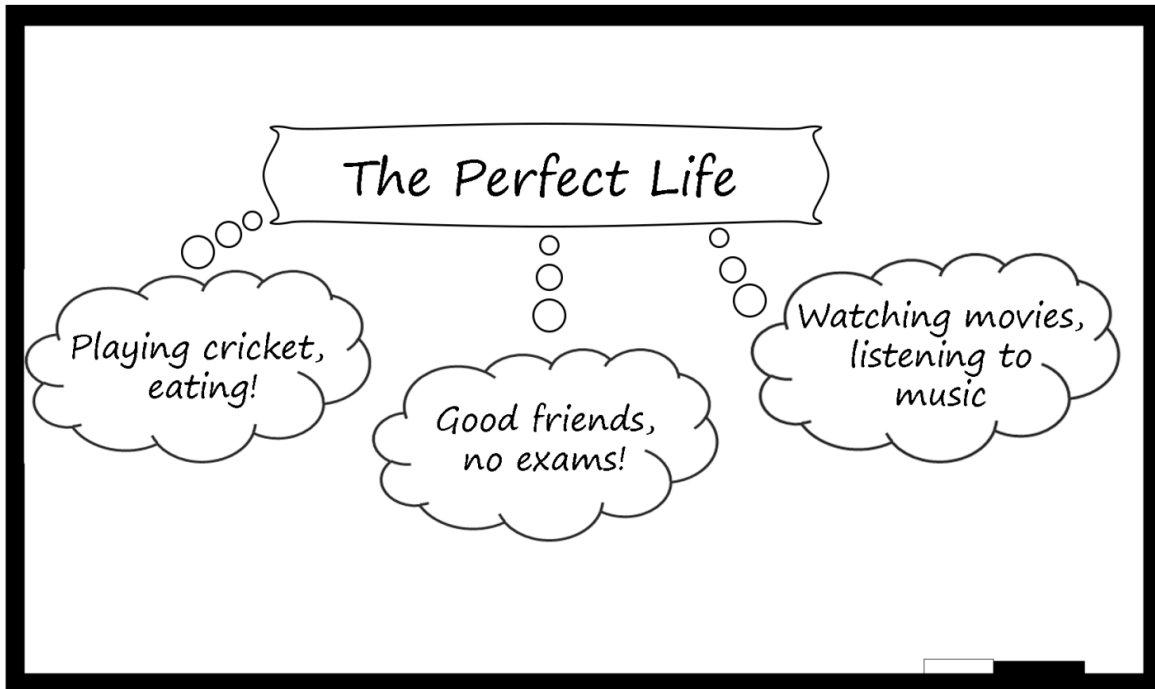 The Perfect Life
Playing cricket,
eating!
Good friends,
no exams!
Watching movies,
listening to
music